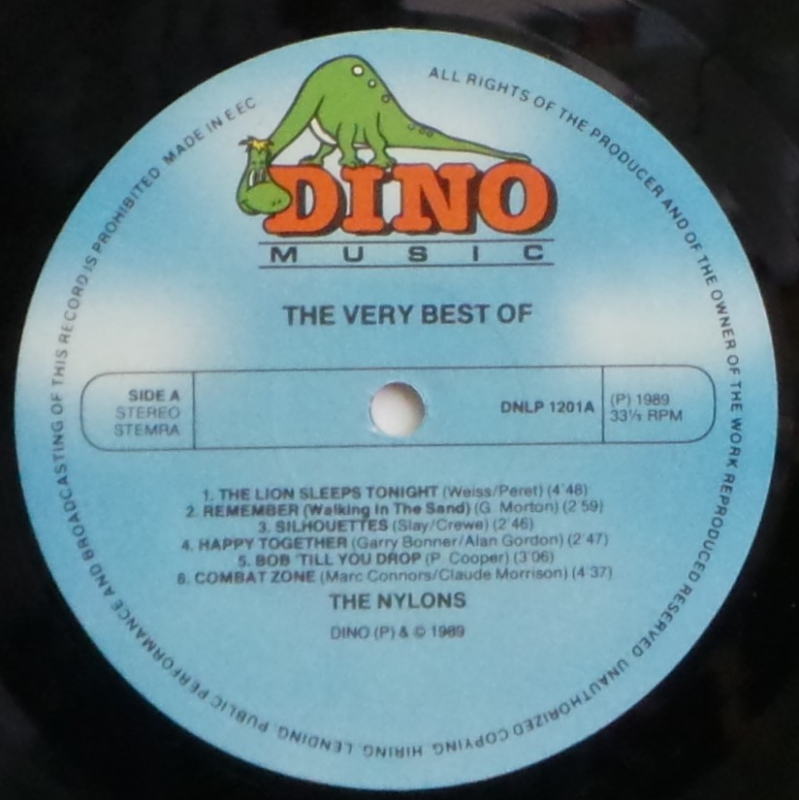 ALL RIGHTS OF THE PRODUCER AND OF THE OWNER OF THE WORK REPRODUCED RESERVED. UNAUTHORIZED COPYING, HIRING, LENDING, PUBLIC PERFORMANCE AND BROADCASTING OF THIS RECORD IS PROHIBITED. MADE IN EEC
DINO
MUSIC
THE VERY BEST OF
SIDE A
STEREO
STEMRA
DNLP 1201A
(P) 1989
33⅓ RPM
1. THE LION SLEEPS TONIGHT (Weiss/Peret) (4'48)
2. REMEMBER (Walking In The Sand) (G. Morton) (2'59)
3. SILHOUETTES (Slay/Crewe) (2'46)
4. HAPPY TOGETHER (Garry Bonner/Alan Gordon) (2'47)
5. BOB 'TILL YOU DROP (P. Cooper) (3'06)
6. COMBAT ZONE (Marc Connors/Claude Morrison) (4'37)
THE NYLONS
DINO (P) & © 1989